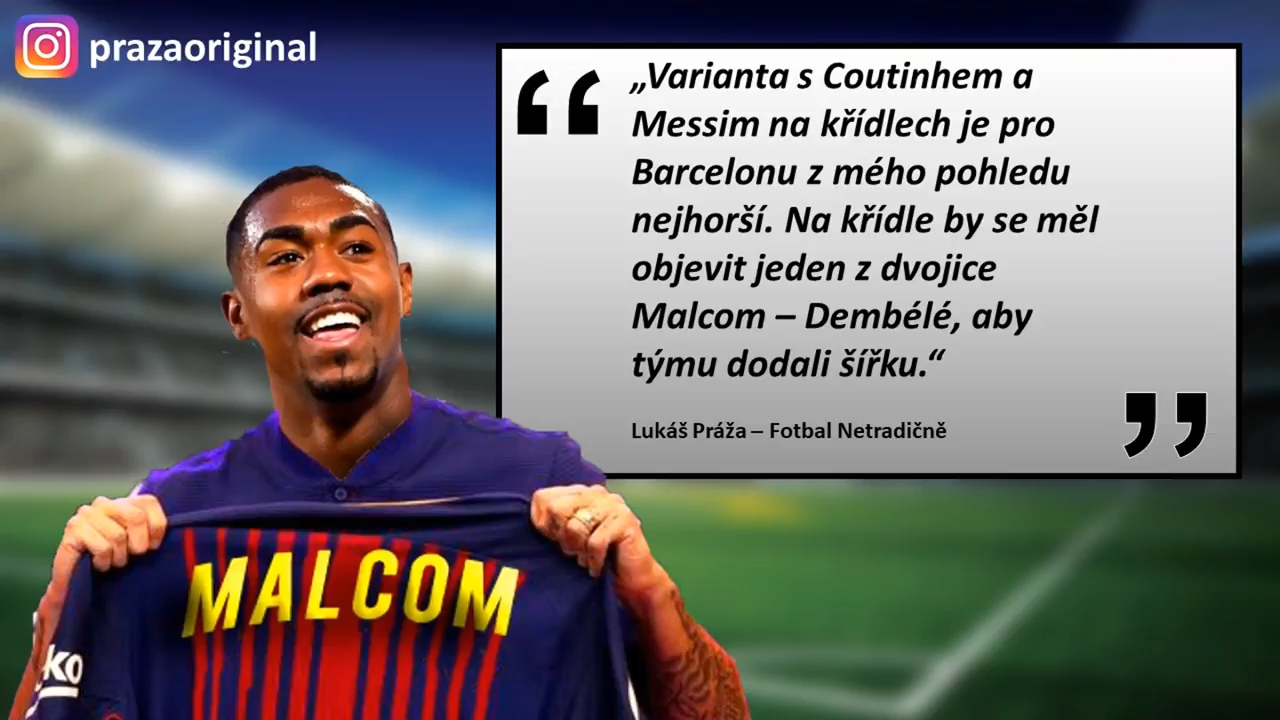 prazaoriginal
„Varianta s Coutinhem a
Messim na křídlech je pro
Barcelonu z mého pohledu
nejhorší. Na křídle by se měl
objevit jeden z dvojice
Malcom – Dembélé, aby
týmu dodali šířku.“
Lukáš Práža – Fotbal Netradičně
MALCOM
ko